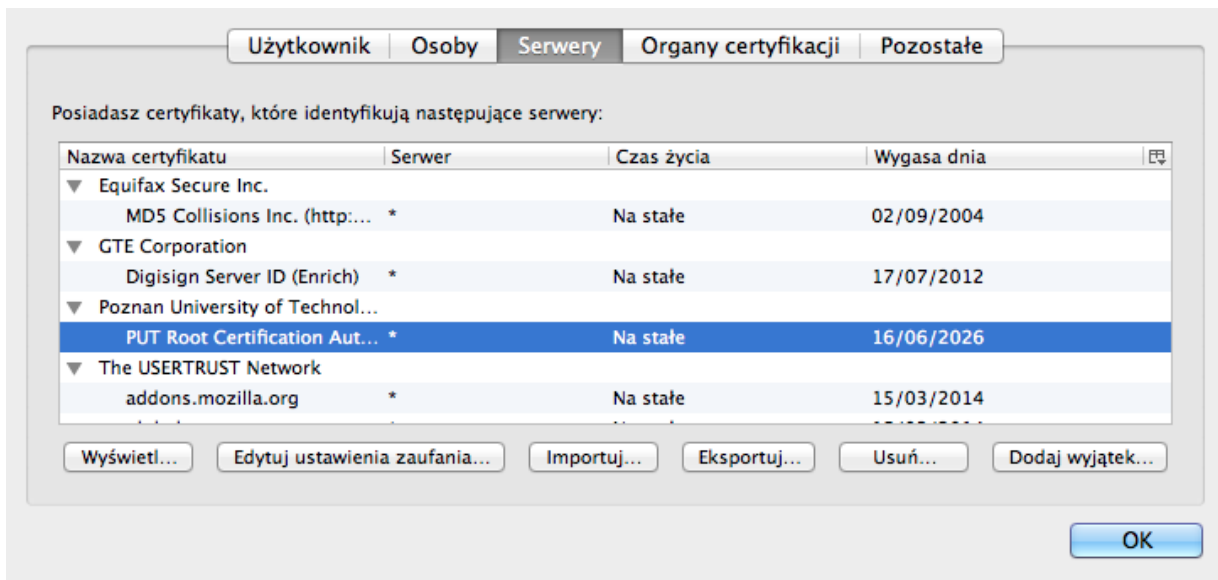 Użytkownik Osoby Serwery Organy certyfikacji Pozostałe
Posiadasz certyfikaty, które identyfikują następujące serwery:
Nazwa certyfikatu Serwer Czas życia Wygasa dnia
Equifax Secure Inc.
MD5 Collisions Inc. (http:... * Na stałe 02/09/2004
GTE Corporation
Digisign Server ID (Enrich) * Na stałe 17/07/2012
Poznan University of Technol...
PUT Root Certification Aut... * Na stałe 16/06/2026
The USERTRUST Network
addons.mozilla.org * Na stałe 15/03/2014
Wyświetl... Edytuj ustawienia zaufania... Importuj... Eksportuj... Usuń... Dodaj wyjątek...
OK